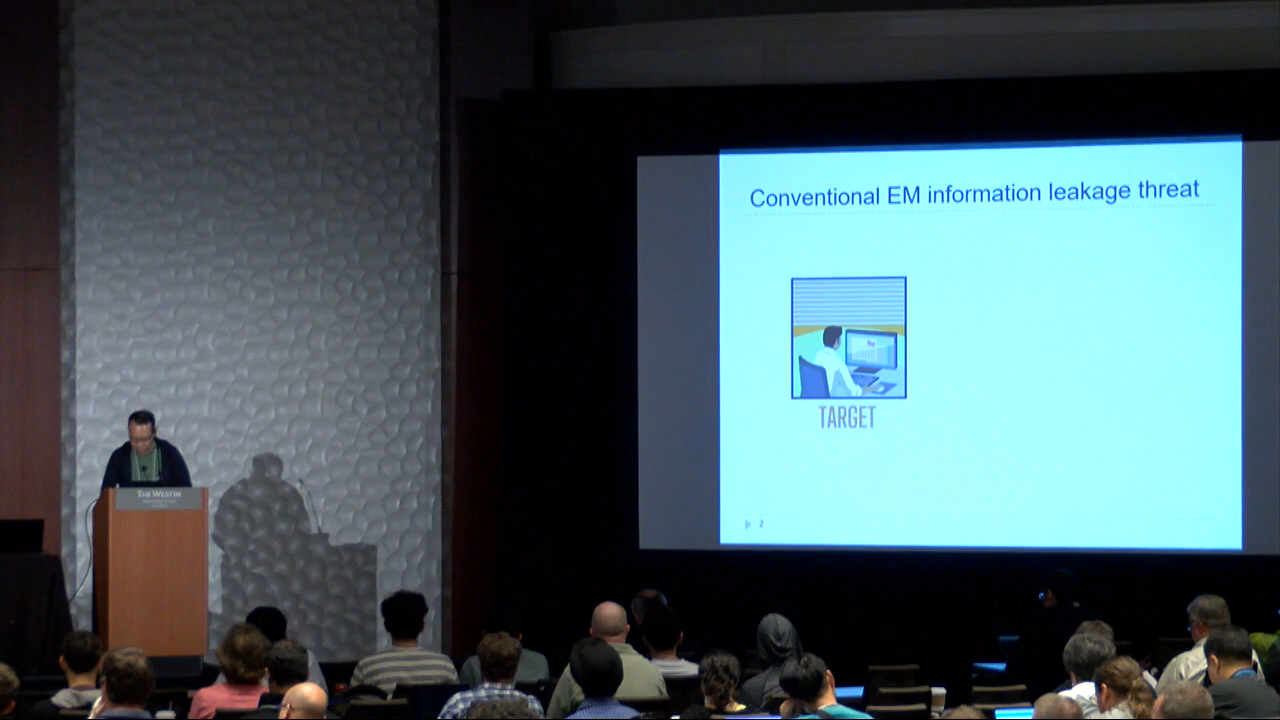 Conventional EM information leakage threat
TARGET
2
THE WESTIN